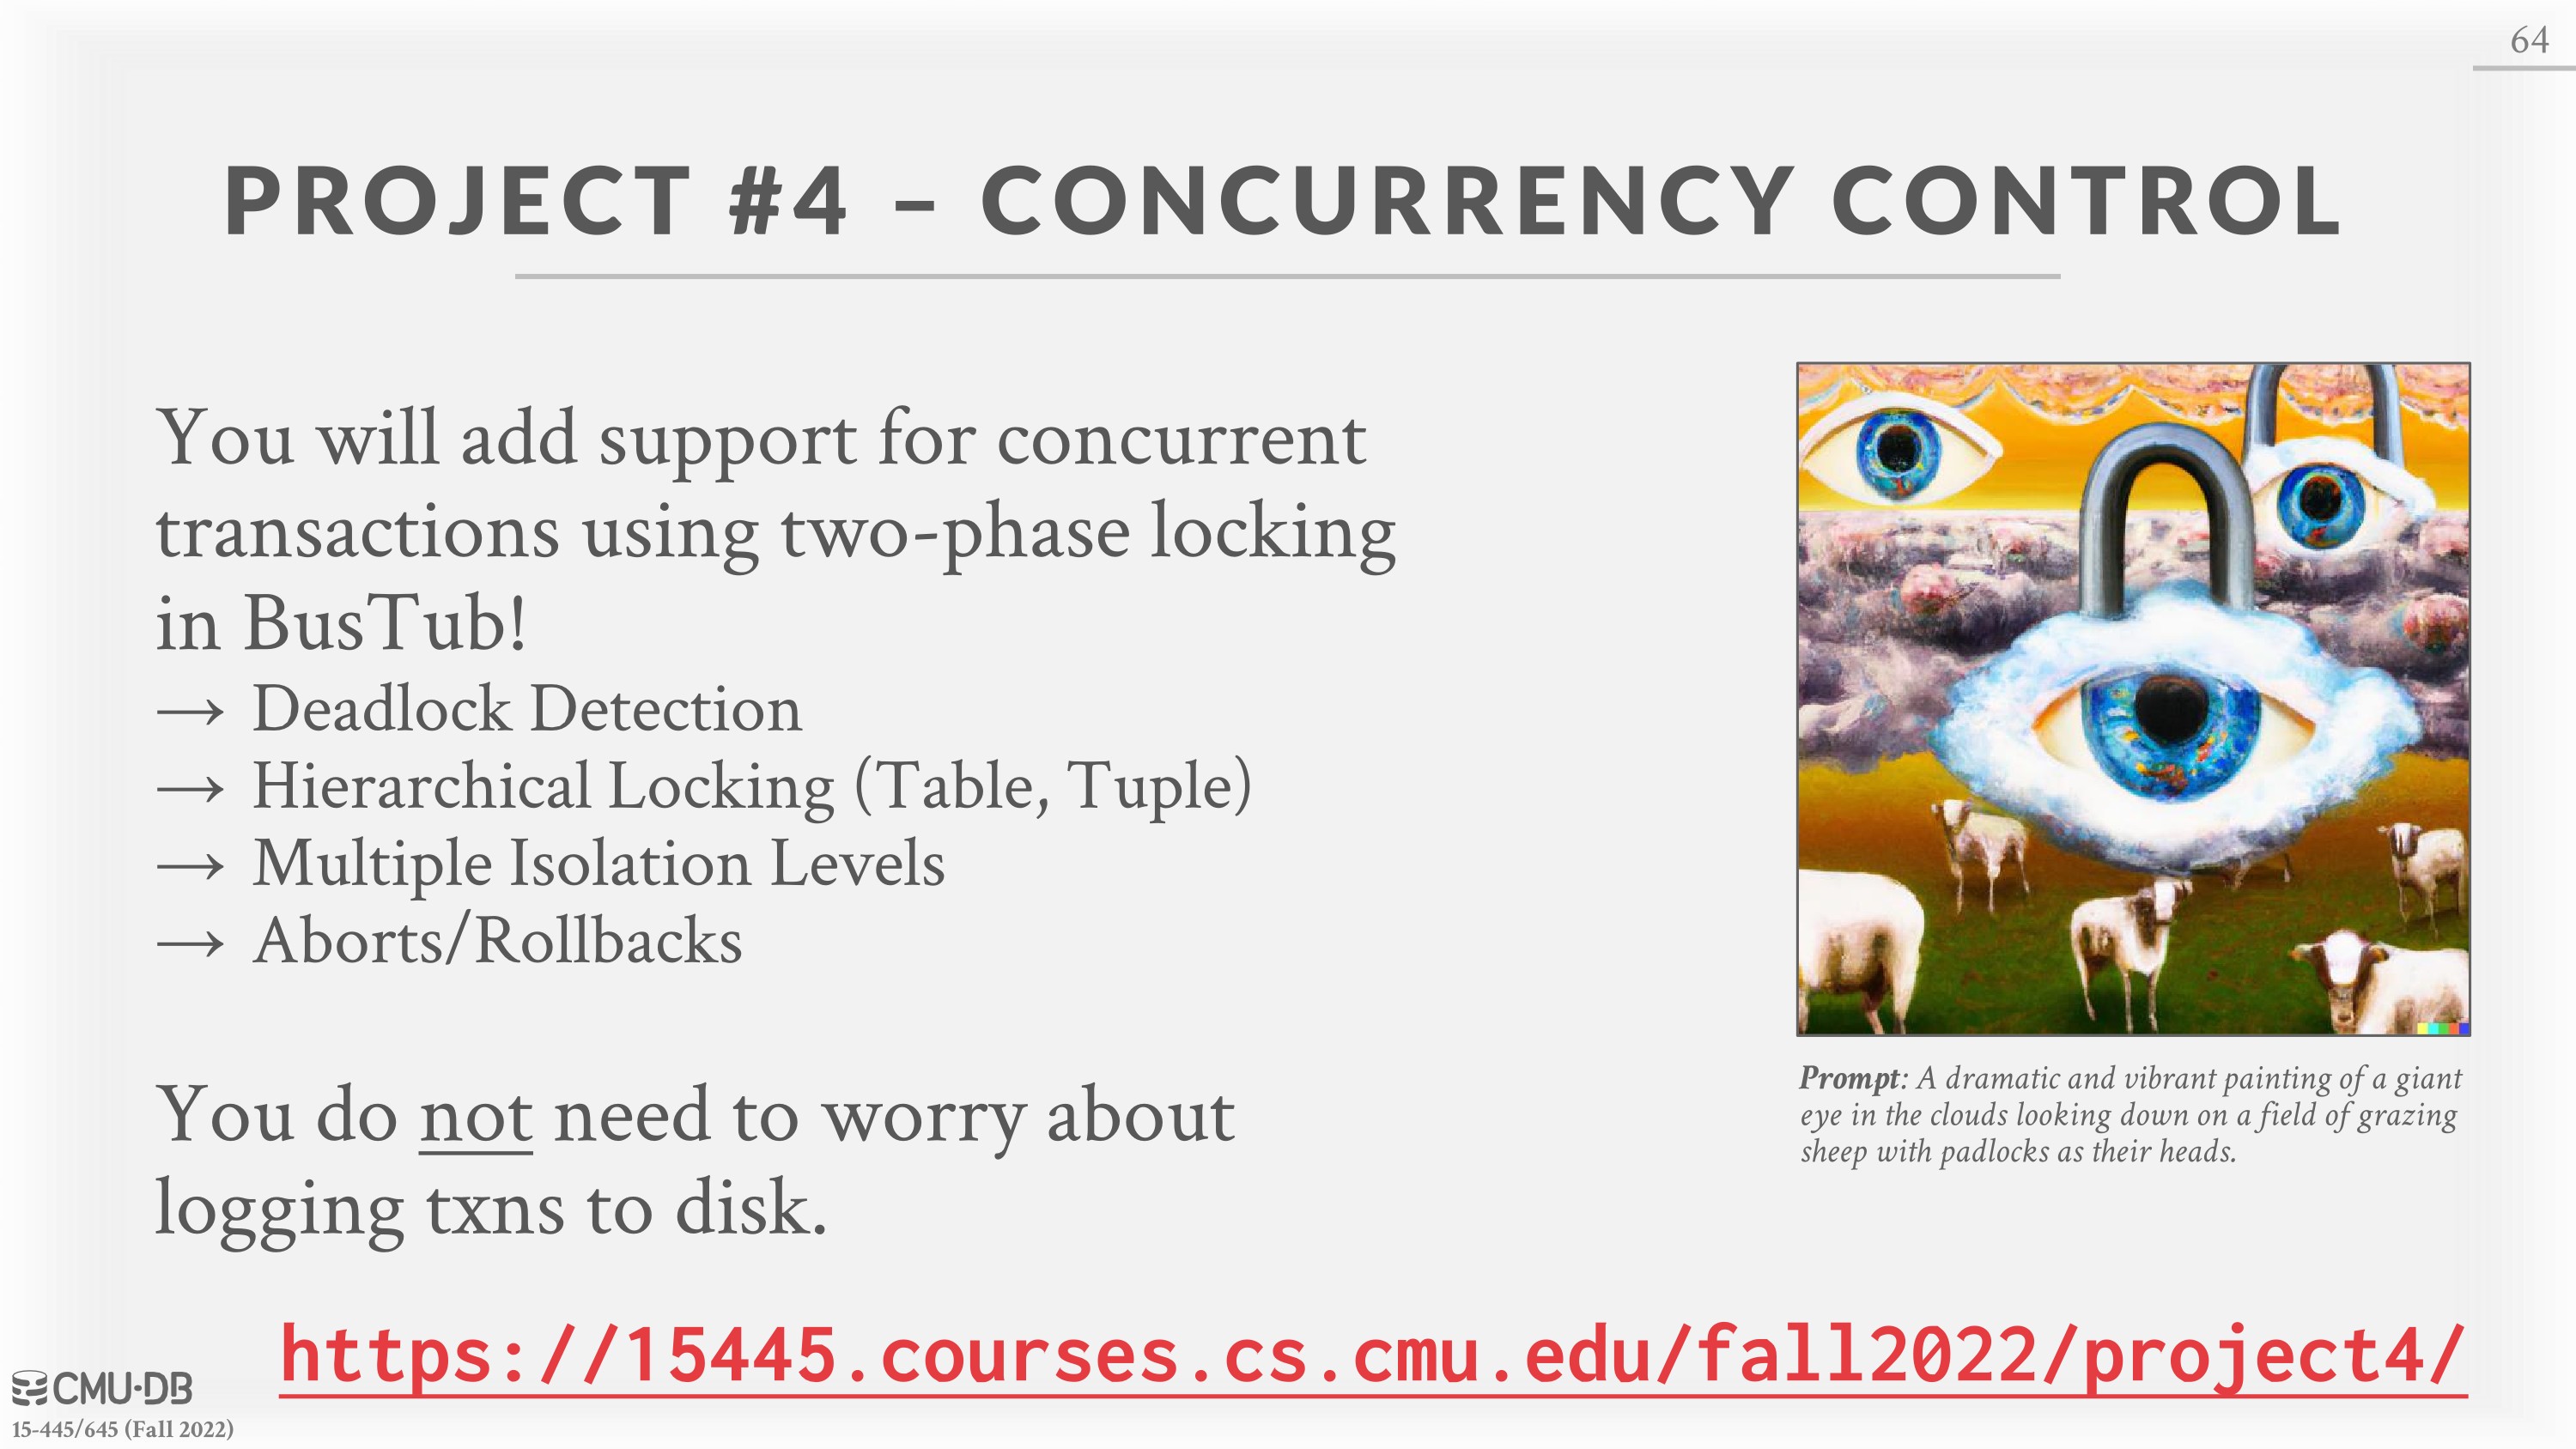 64
PROJECT #4 – CONCURRENCY CONTROL
You will add support for concurrent
transactions using two-phase locking
in BusTub!
→ Deadlock Detection
→ Hierarchical Locking (Table, Tuple)
→ Multiple Isolation Levels
→ Aborts/Rollbacks
You do not need to worry about
logging txns to disk.
Prompt: A dramatic and vibrant painting of a giant
eye in the clouds looking down on a field of grazing
sheep with padlocks as their heads.
https://15445.courses.cs.cmu.edu/fall2022/project4/
CMU·DB
15-445/645 (Fall 2022)